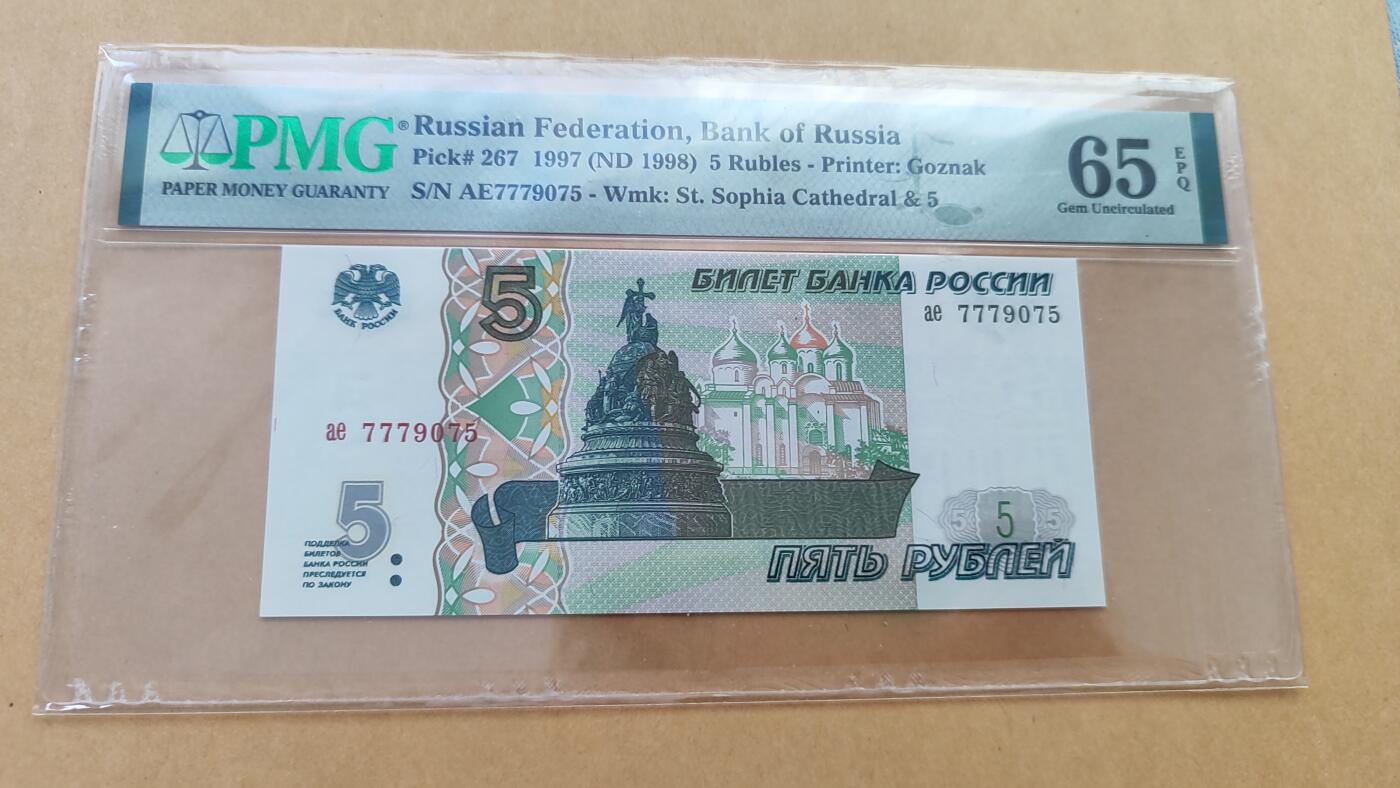 PMG® Russian Federation, Bank of Russia
Pick# 267 1997 (ND 1998) 5 Rubles - Printer: Goznak
PAPER MONEY GUARANTY S/N AE7779075 - Wmk: St. Sophia Cathedral & 5
65
EPQ
Gem Uncirculated
БАНК РОССИИ
5
БИЛЕТ БАНКА РОССИИ
ае 7779075
ае 7779075
5
ПОДДЕЛКА
БИЛЕТОВ
БАНКА РОССИИ
ПРЕСЛЕДУЕТСЯ
ПО ЗАКОНУ
5 5 5
ПЯТЬ РУБЛЕЙ